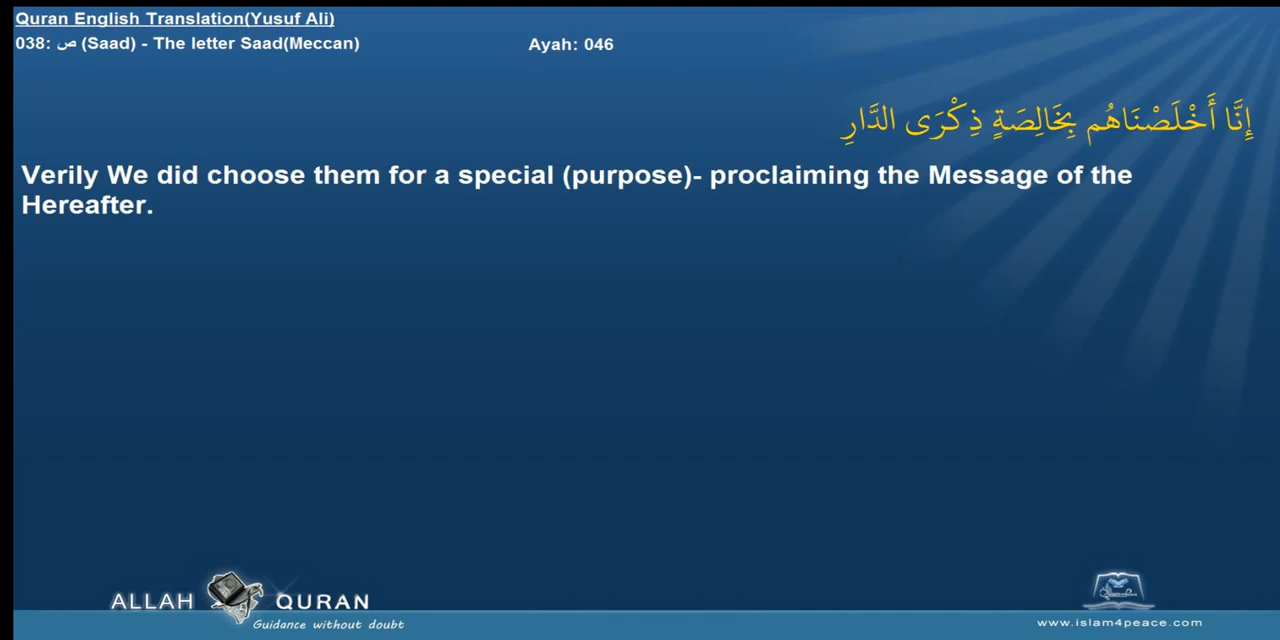 Quran English Translation(Yusuf Ali)
038: ص (Saad) - The letter Saad(Meccan) Ayah: 046
إِنَّا أَخْلَصْنَاهُم بِخَالِصَةٍ ذِكْرَى الدَّارِ
Verily We did choose them for a special (purpose)- proclaiming the Message of the
Hereafter.
ALLAH QURAN
Guidance without doubt
www.islam4peace.com